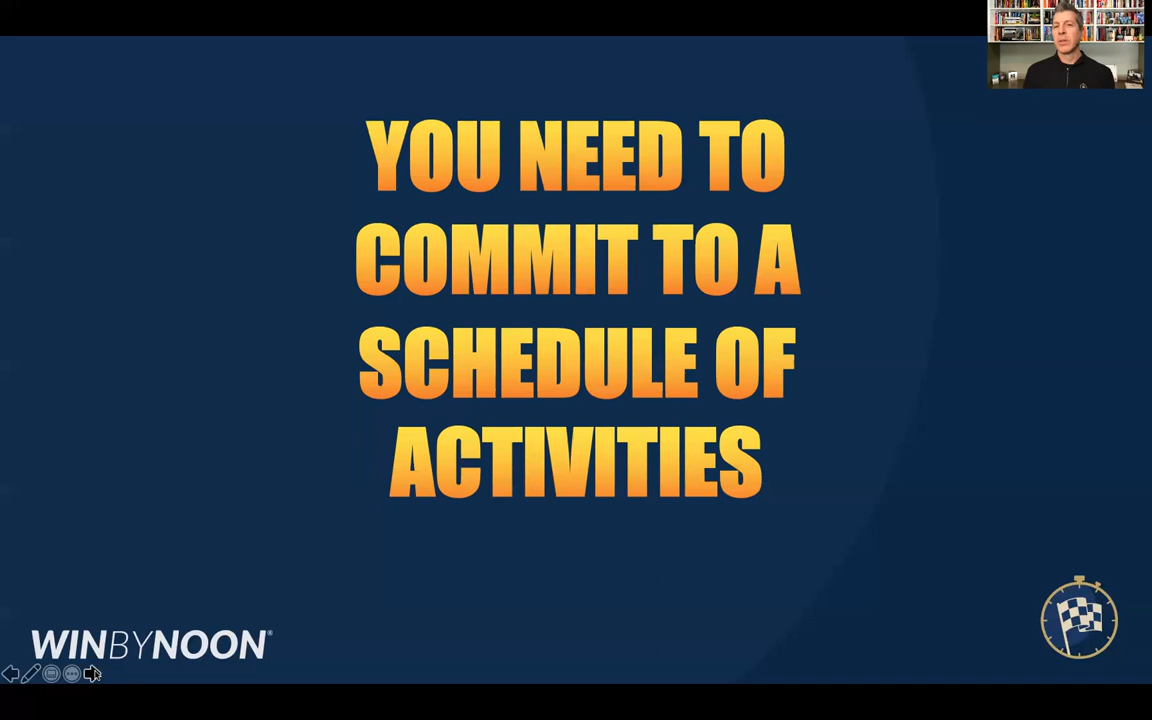 YOU NEED TO
COMMIT TO A
SCHEDULE OF
ACTIVITIES
WINBYNOON®